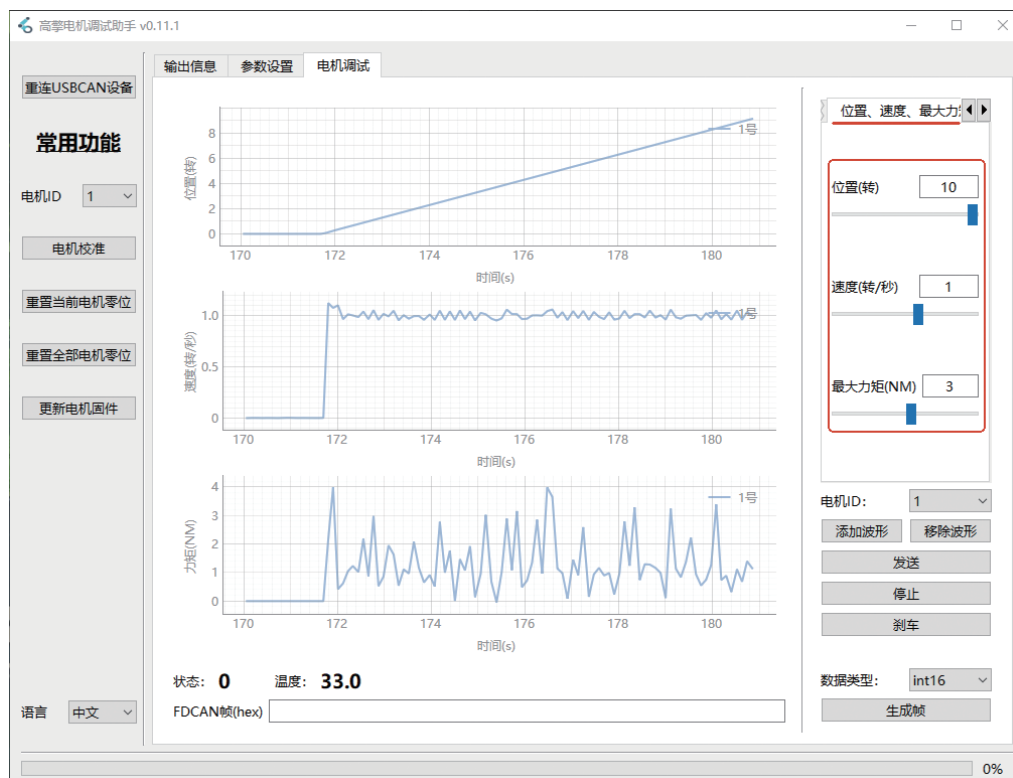 高擎电机调试助手 v0.11.1
重连USBCAN设备
常用功能
电机ID 1
电机校准
重置当前电机零位
重置全部电机零位
更新电机固件
语言 中文
输出信息 参数设置 电机调试
位置(转)
8
6
4
2
0
1号
170 172 174 176 178 180
时间(s)
速度(转/秒)
1.0
0.5
0
1号
170 172 174 176 178 180
时间(s)
力矩(NM)
4
3
2
1
0
1号
170 172 174 176 178 180
时间(s)
状态: 0 温度: 33.0
FDCAN帧(hex)
位置、速度、最大力
位置(转) 10
速度(转/秒) 1
最大力矩(NM) 3
电机ID: 1
添加波形 移除波形
发送
停止
刹车
数据类型: int16
生成帧
0%